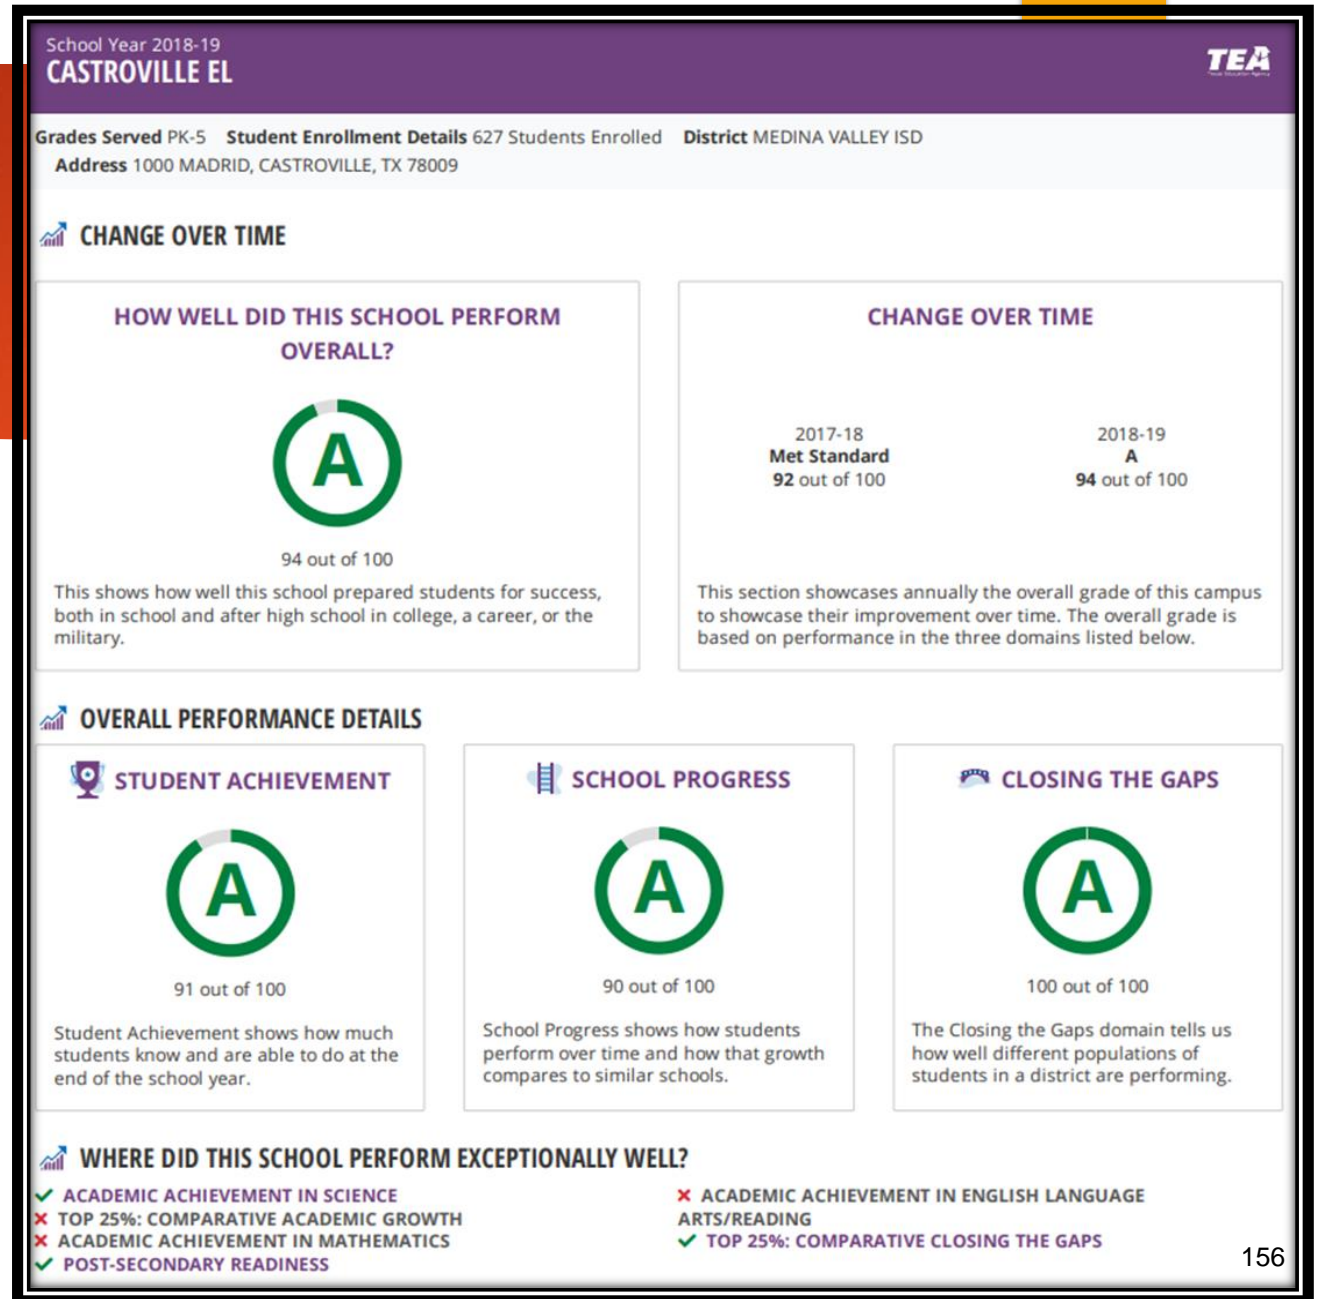 School Year 2018-19
CASTROVILLE EL
TEA
Grades Served PK-5 Student Enrollment Details 627 Students Enrolled District MEDINA VALLEY ISD
Address 1000 MADRID, CASTROVILLE, TX 78009
CHANGE OVER TIME
HOW WELL DID THIS SCHOOL PERFORM
OVERALL?
A
94 out of 100
This shows how well this school prepared students for success,
both in school and after high school in college, a career, or the
military.
CHANGE OVER TIME
2017-18
Met Standard
92 out of 100
2018-19
A
94 out of 100
This section showcases annually the overall grade of this campus
to showcase their improvement over time. The overall grade is
based on performance in the three domains listed below.
OVERALL PERFORMANCE DETAILS
STUDENT ACHIEVEMENT
A
91 out of 100
Student Achievement shows how much
students know and are able to do at the
end of the school year.
SCHOOL PROGRESS
A
90 out of 100
School Progress shows how students
perform over time and how that growth
compares to similar schools.
CLOSING THE GAPS
A
100 out of 100
The Closing the Gaps domain tells us
how well different populations of
students in a district are performing.
WHERE DID THIS SCHOOL PERFORM EXCEPTIONALLY WELL?
✓ ACADEMIC ACHIEVEMENT IN SCIENCE
✗ TOP 25%: COMPARATIVE ACADEMIC GROWTH
✗ ACADEMIC ACHIEVEMENT IN MATHEMATICS
✓ POST-SECONDARY READINESS
✗ ACADEMIC ACHIEVEMENT IN ENGLISH LANGUAGE
ARTS/READING
✓ TOP 25%: COMPARATIVE CLOSING THE GAPS
156